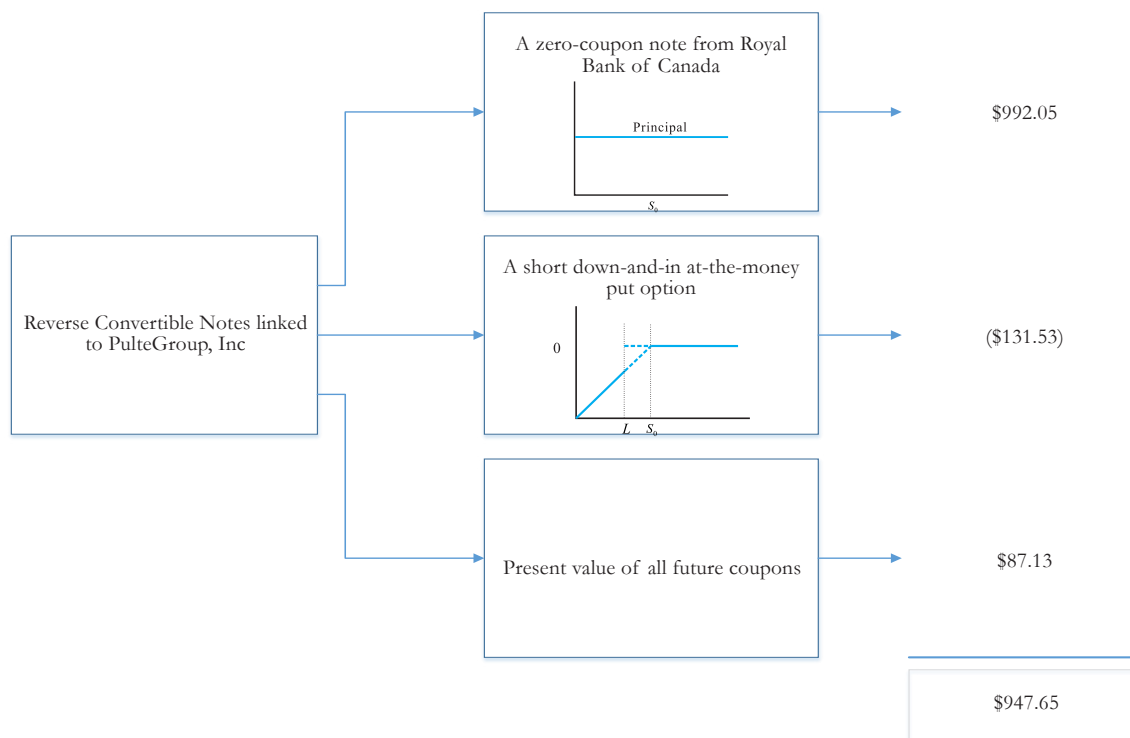 A zero-coupon note from Royal
Bank of Canada
Principal
S₀
$992.05
Reverse Convertible Notes linked
to PulteGroup, Inc
A short down-and-in at-the-money
put option
0
L S₀
($131.53)
Present value of all future coupons
$87.13
$947.65